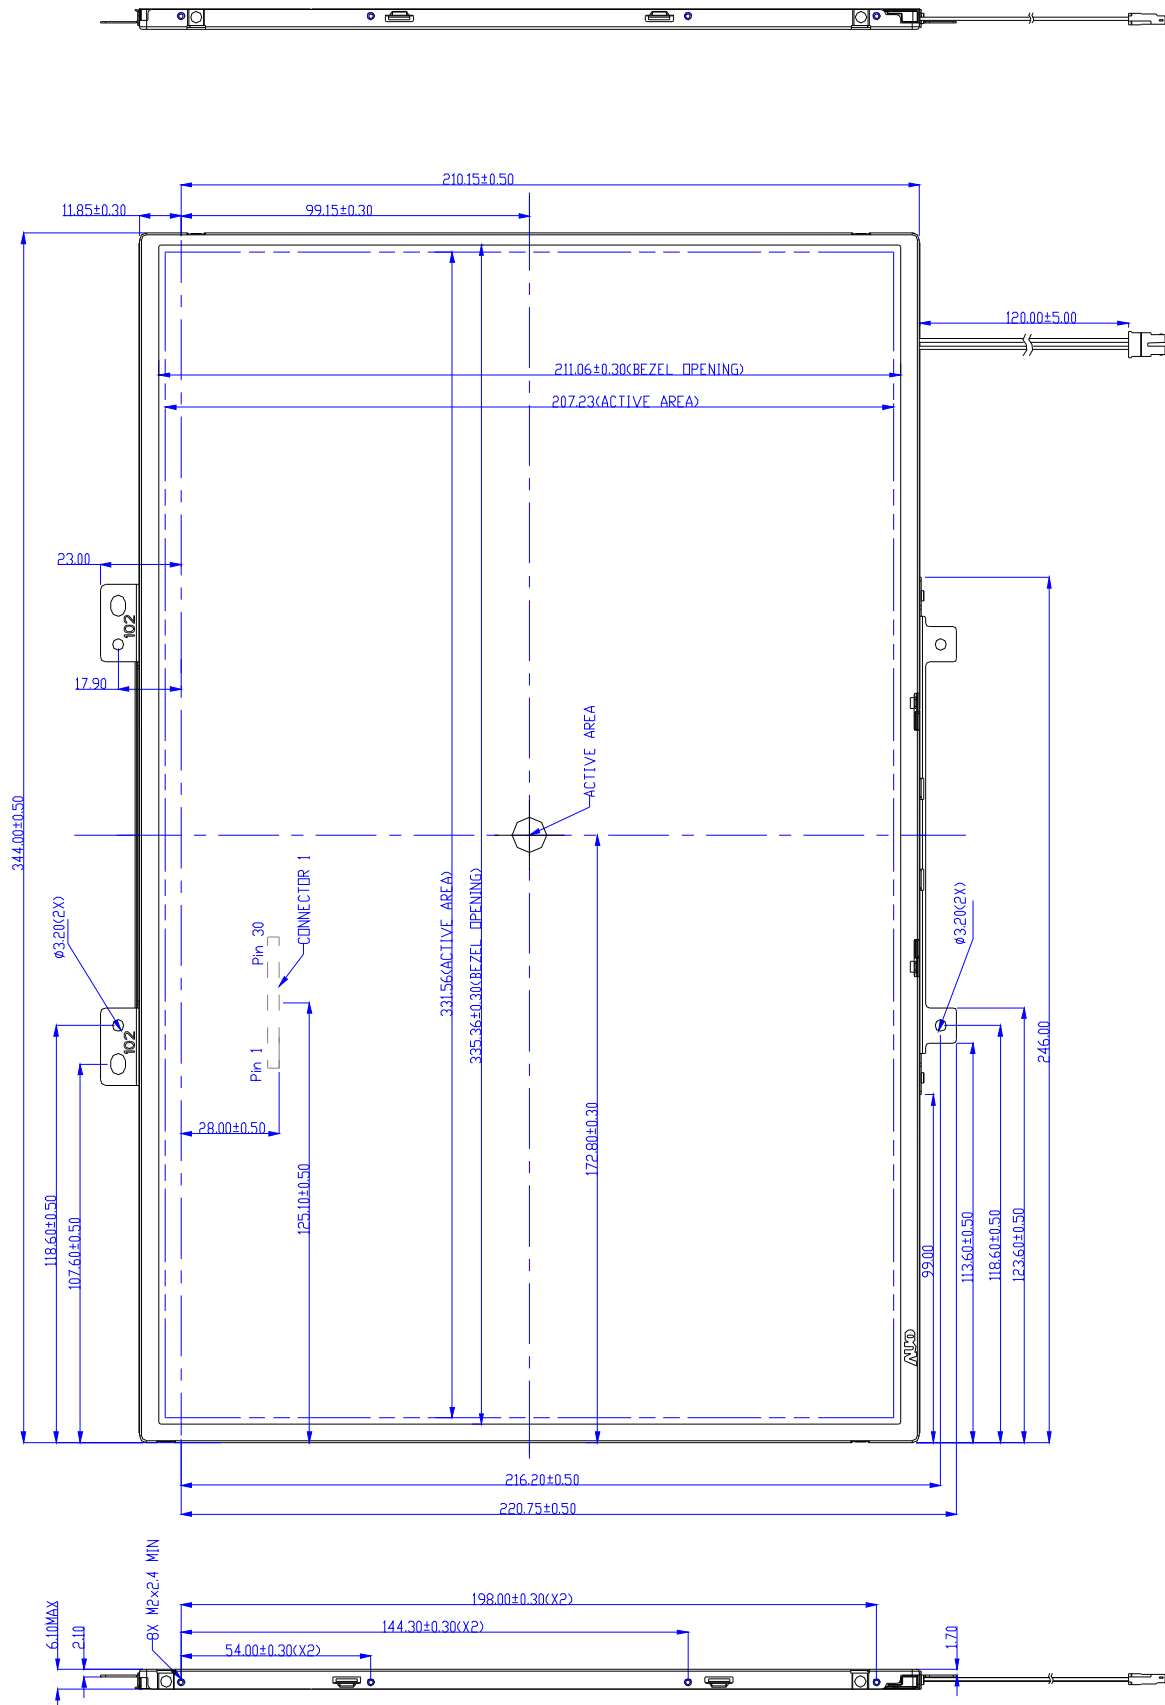 210.15±0.50
11.85±0.30
99.15±0.30
120.00±5.00
211.06±0.30(BEZEL OPENING)
207.23(ACTIVE AREA)
23.00
102
17.90
ACTIVE AREA
344.00±0.50
CONNECTOR 1
331.56(ACTIVE AREA)
335.36±0.30(BEZEL OPENING)
ø3.20(2X)
ø3.20(2X)
Pin 30
Pin 1
102
246.00
28.00±0.50
172.80±0.30
125.10±0.50
118.60±0.50
107.60±0.50
99.00
113.60±0.50
118.60±0.50
123.60±0.50
AUO
216.20±0.50
220.75±0.50
8X M2x2.4 MIN
198.00±0.30(X2)
144.30±0.30(X2)
54.00±0.30(X2)
6.10MAX
2.10
1.70